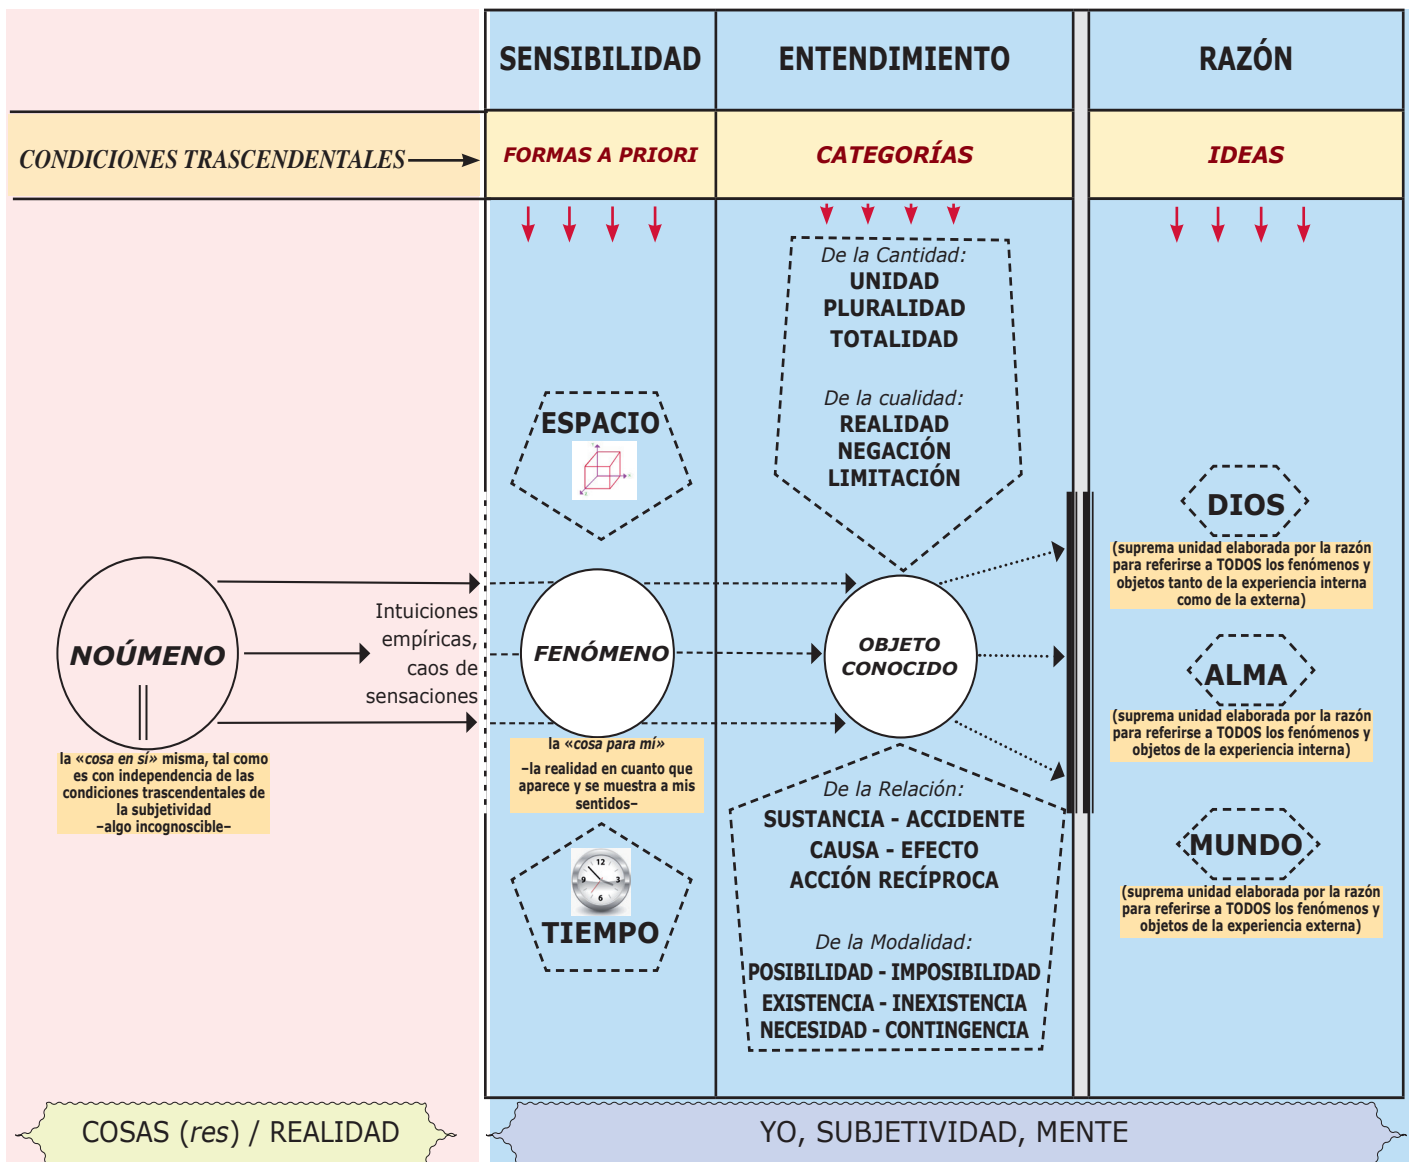 SENSIBILIDAD
ENTENDIMIENTO
RAZÓN
CONDICIONES TRASCENDENTALES
FORMAS A PRIORI
CATEGORÍAS
IDEAS
NOÚMENO
la «cosa en sí» misma, tal como
es con independencia de las
condiciones trascendentales de
la subjetividad
–algo incognoscible–
Intuiciones
empíricas,
caos de
sensaciones
ESPACIO
FENÓMENO
la «cosa para mí»
–la realidad en cuanto que
aparece y se muestra a mis
sentidos–
12
9
3
6
TIEMPO
De la Cantidad:
UNIDAD
PLURALIDAD
TOTALIDAD
De la cualidad:
REALIDAD
NEGACIÓN
LIMITACIÓN
OBJETO
CONOCIDO
De la Relación:
SUSTANCIA - ACCIDENTE
CAUSA - EFECTO
ACCIÓN RECÍPROCA
De la Modalidad:
POSIBILIDAD - IMPOSIBILIDAD
EXISTENCIA - INEXISTENCIA
NECESIDAD - CONTINGENCIA
DIOS
(suprema unidad elaborada por la razón
para referirse a TODOS los fenómenos y
objetos tanto de la experiencia interna
como de la externa)
ALMA
(suprema unidad elaborada por la razón
para referirse a TODOS los fenómenos y
objetos de la experiencia interna)
MUNDO
(suprema unidad elaborada por la razón
para referirse a TODOS los fenómenos y
objetos de la experiencia externa)
COSAS (res) / REALIDAD
YO, SUBJETIVIDAD, MENTE